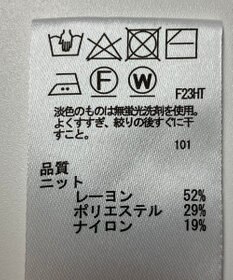 F W F23HT
淡色のものは無蛍光洗剤を使用。
よくすすぎ、絞りの後すぐに干
すこと。
101
品質
ニット
レーヨン 52%
ポリエステル 29%
ナイロン 19%